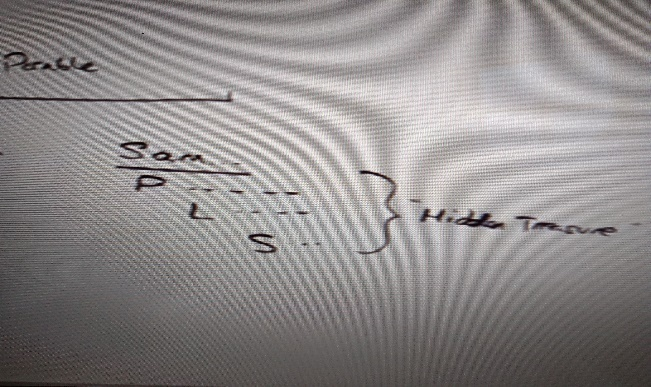 Parable
Sam..
P -----
L ----
S --
"Hidden Treasure"